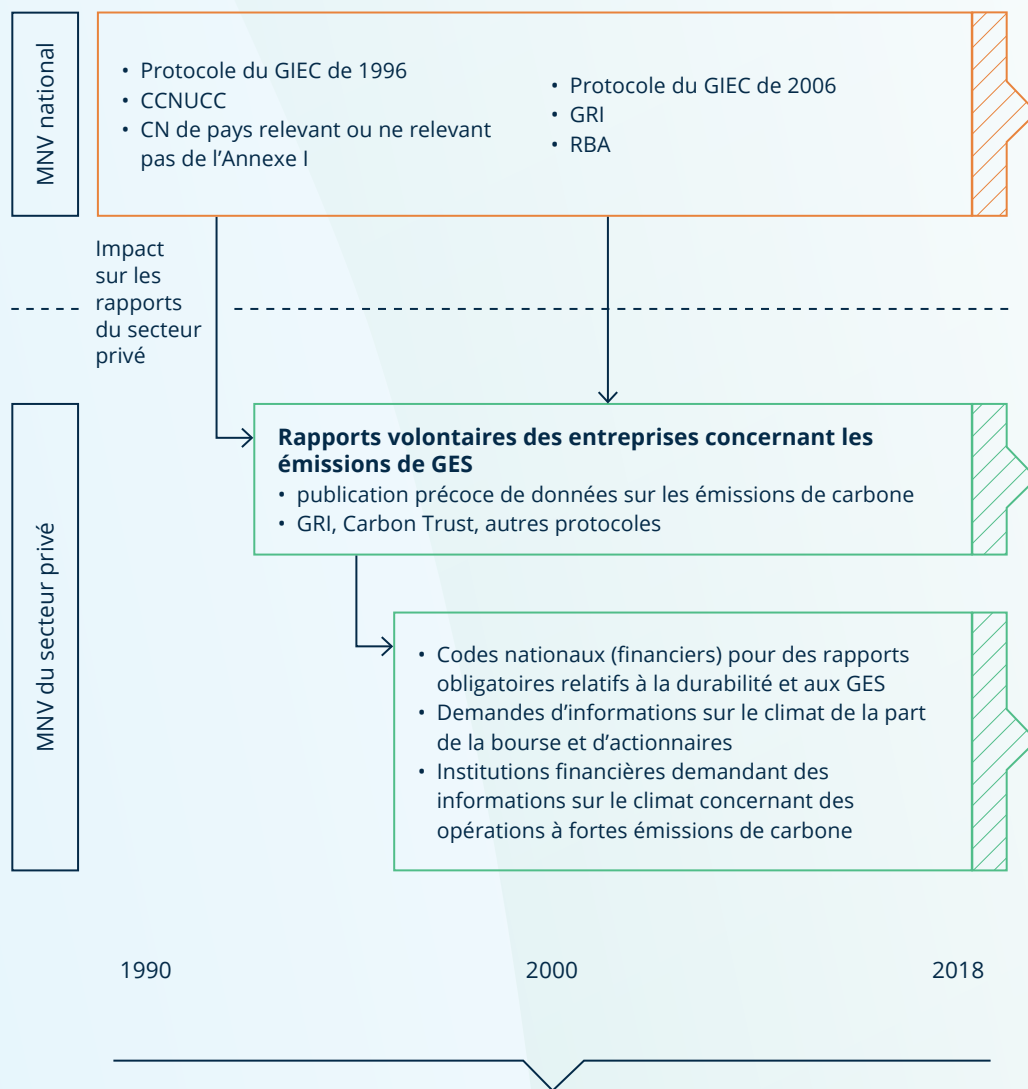 MNV national
• Protocole du GIEC de 1996
• CCNUCC
• CN de pays relevant ou ne relevant
pas de l’Annexe I
• Protocole du GIEC de 2006
• GRI
• RBA
Impact
sur les
rapports
du secteur
privé
MNV du secteur privé
Rapports volontaires des entreprises concernant les
émissions de GES
• publication précoce de données sur les émissions de carbone
• GRI, Carbon Trust, autres protocoles
• Codes nationaux (financiers) pour des rapports
obligatoires relatifs à la durabilité et aux GES
• Demandes d’informations sur le climat de la part
de la bourse et d’actionnaires
• Institutions financières demandant des
informations sur le climat concernant des
opérations à fortes émissions de carbone
1990
2000
2018